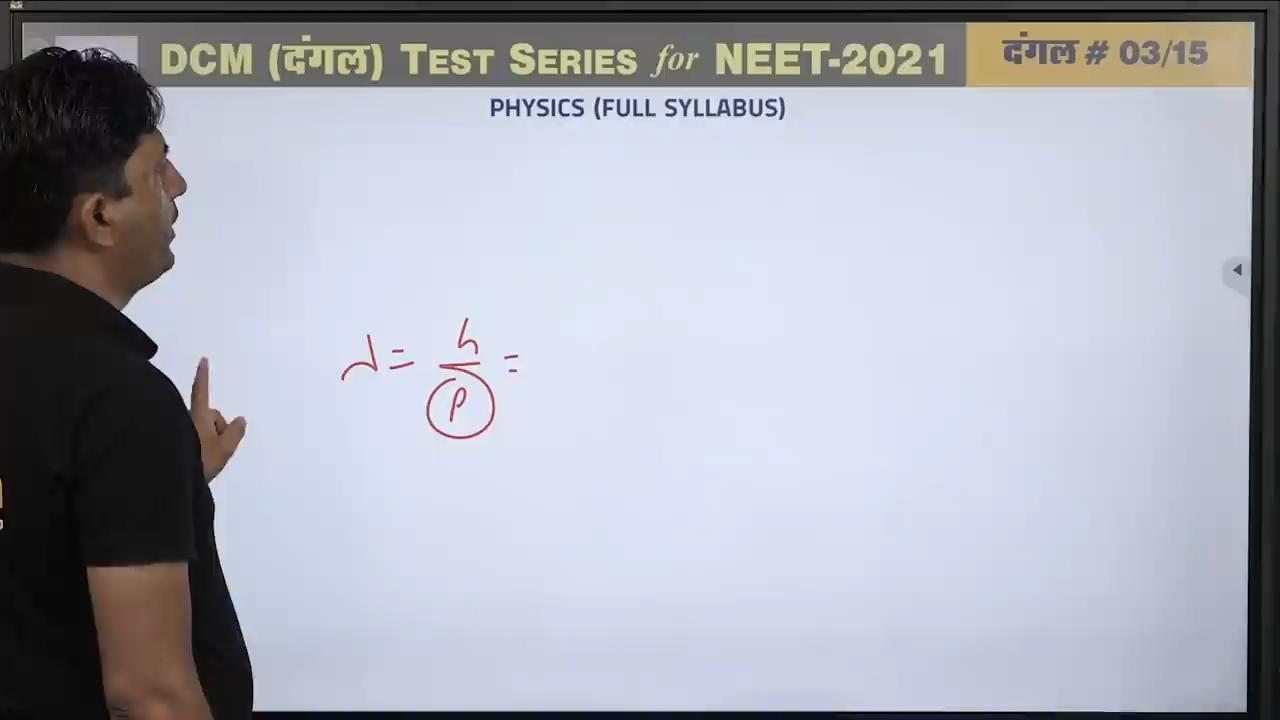 DCM (दंगल) TEST SERIES for NEET-2021
दंगल # 03/15
PHYSICS (FULL SYLLABUS)
λ = h/p =